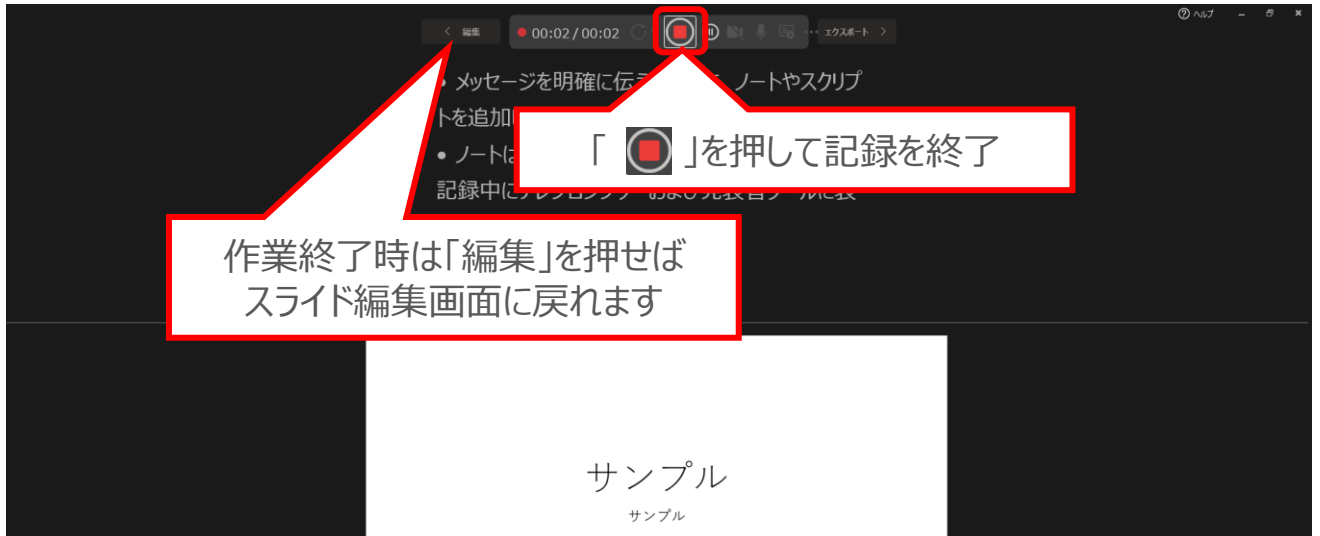 ヘルプ
編集
00:02/00:02
エクスポート
• メッセージを明確に伝え ノートやスクリプ
トを追加
「 」を押して記録を終了
• ノートは
記録中に
作業終了時は「編集」を押せば
スライド編集画面に戻れます
サンプル
サンプル